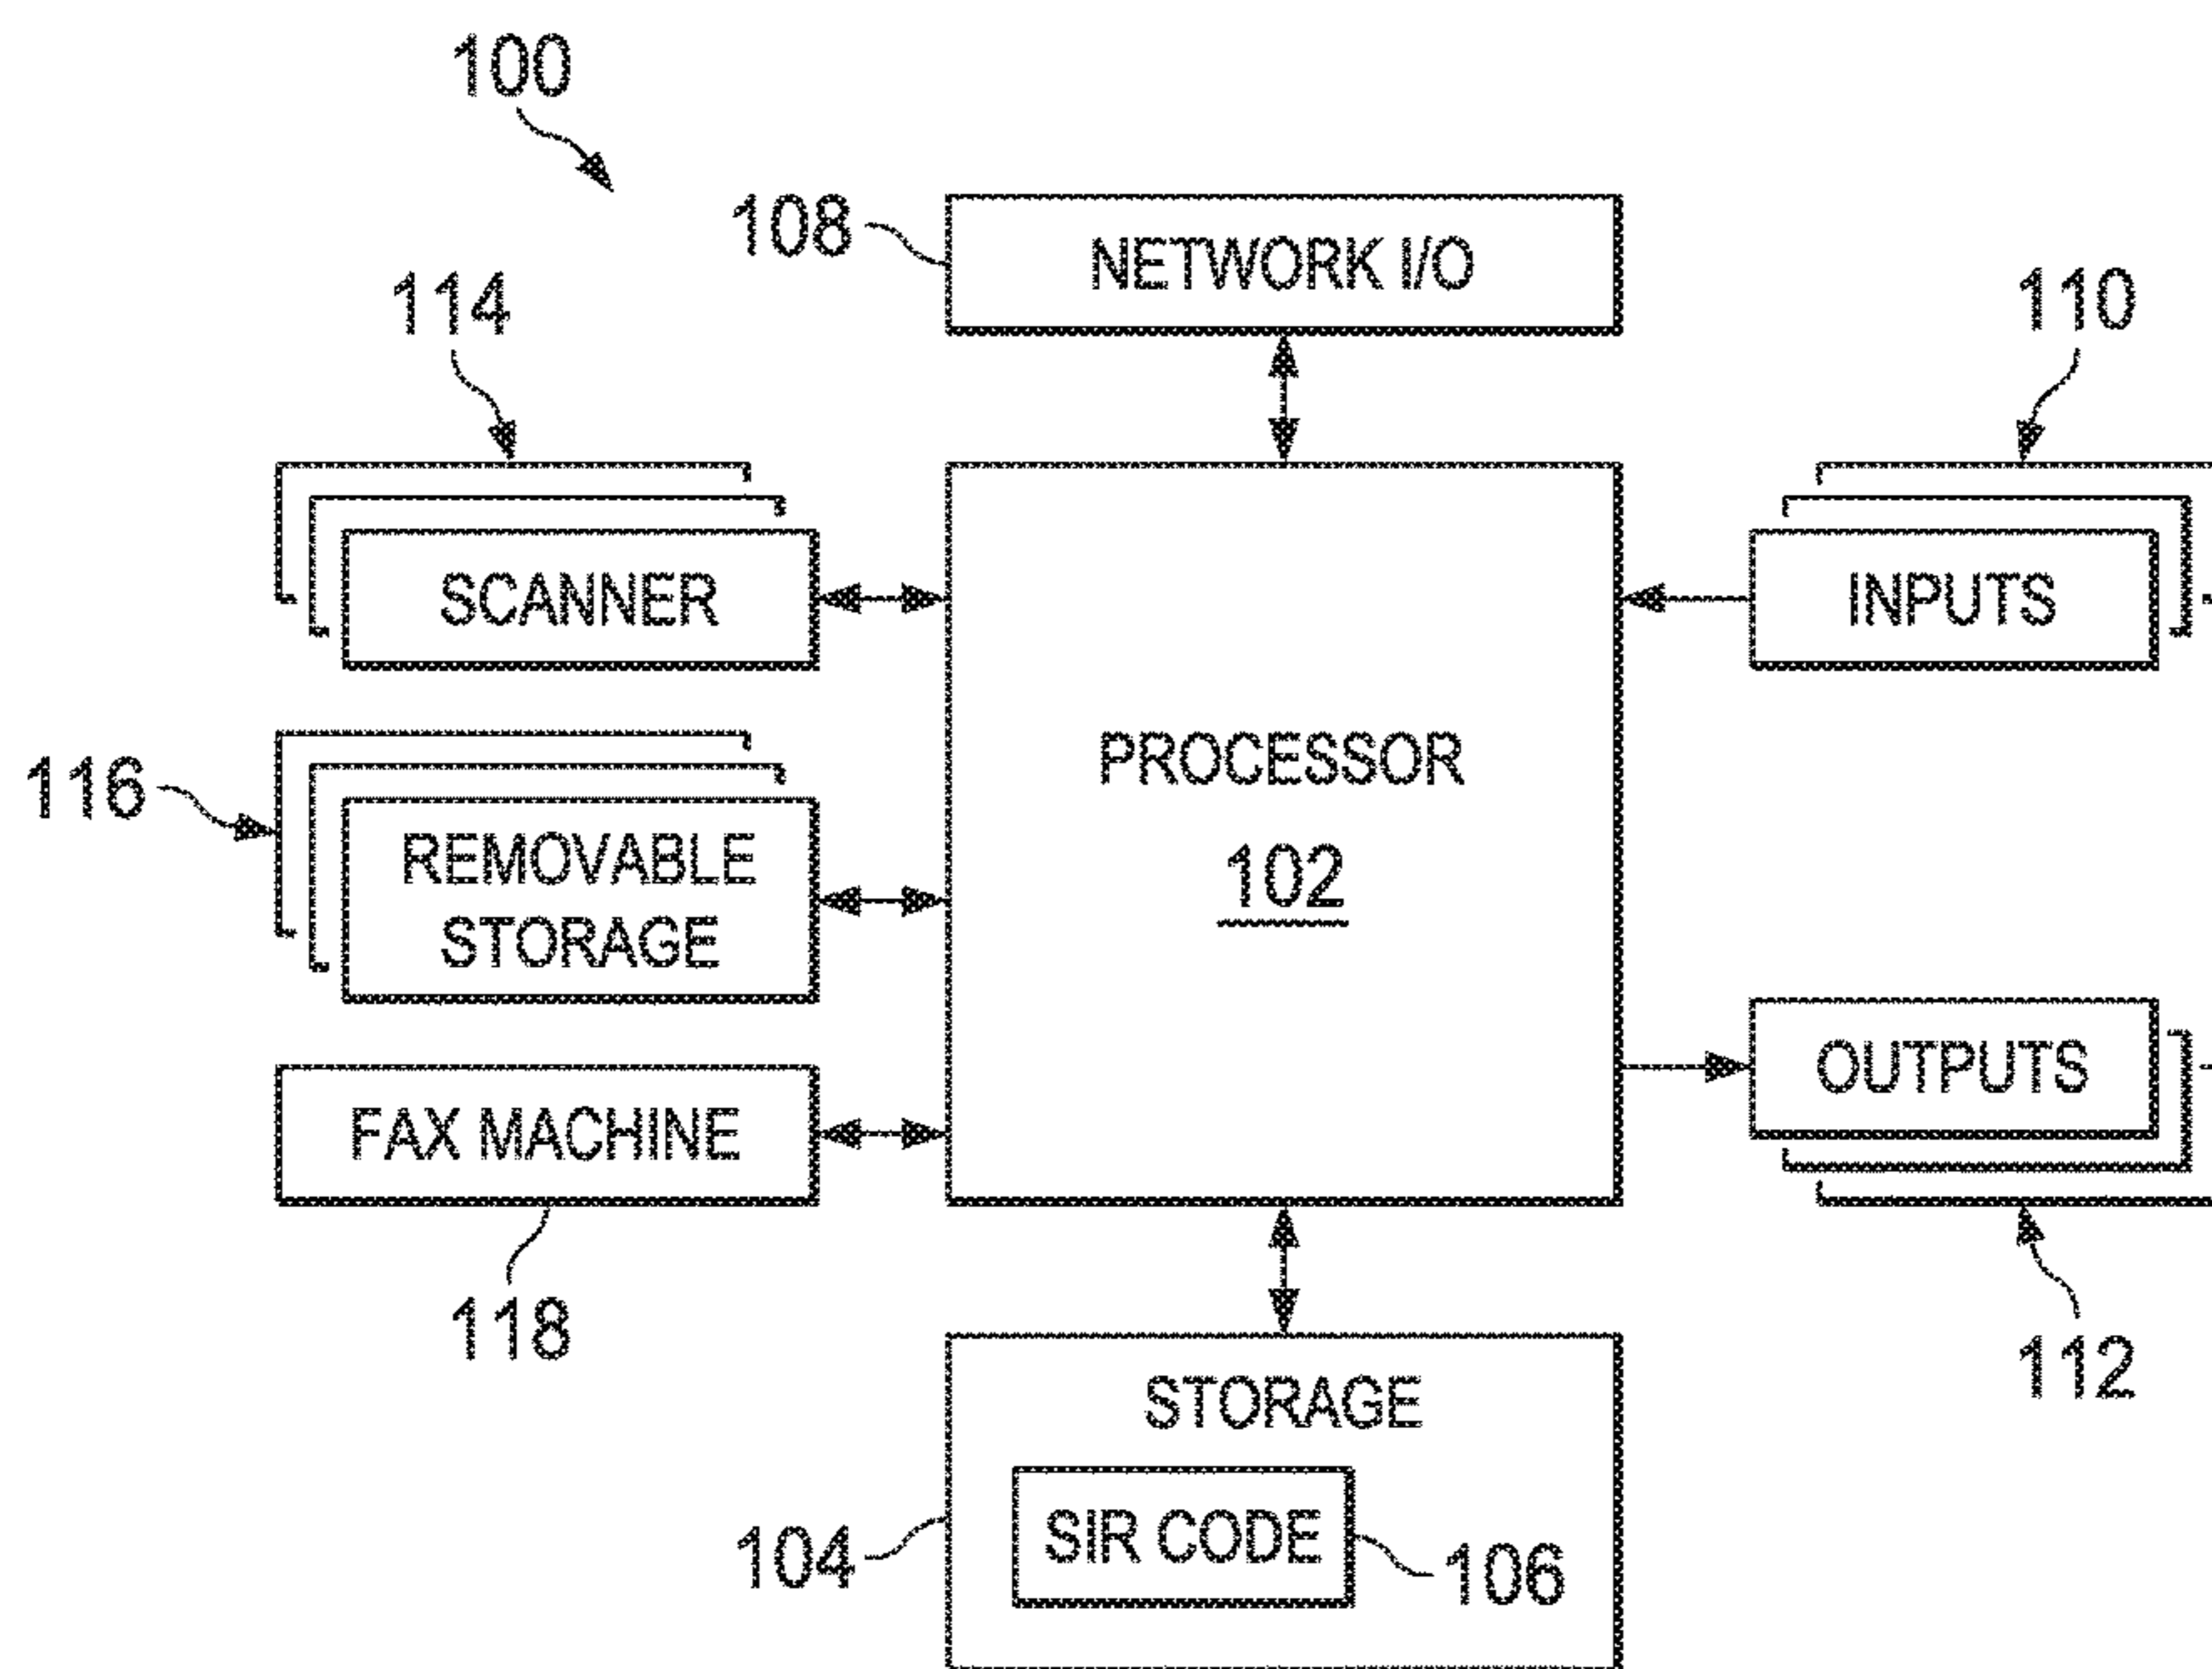 100
108
NETWORK I/O
114
110
SCANNER
INPUTS
PROCESSOR
102
116
REMOVABLE
STORAGE
OUTPUTS
FAX MACHINE
118
112
STORAGE
SIR CODE
104
106